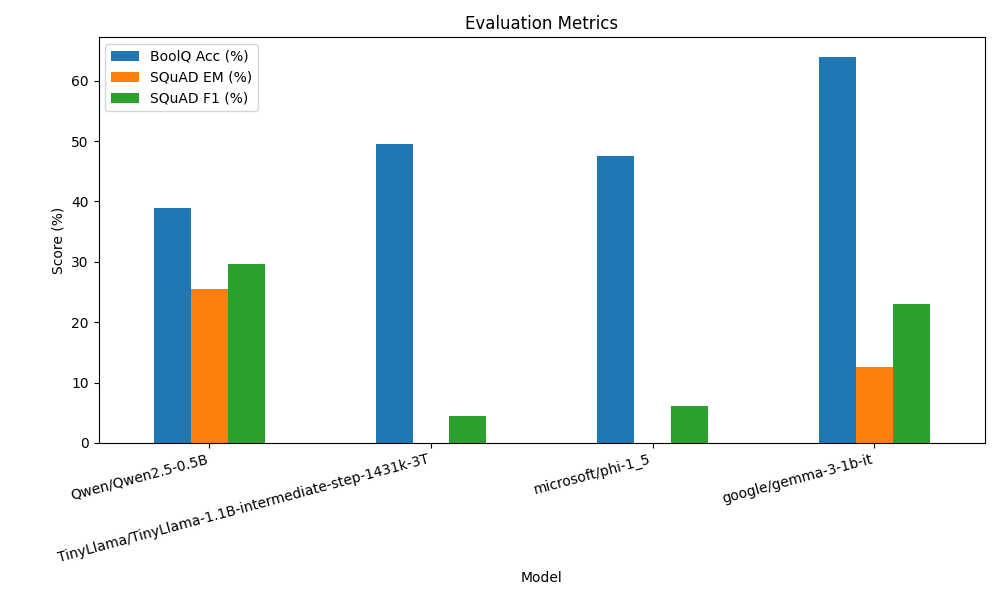 Evaluation Metrics
BoolQ Acc (%)
SQuAD EM (%)
SQuAD F1 (%)
Score (%)
60
50
40
30
20
10
0
Qwen/Qwen2.5-0.5B
TinyLlama/TinyLlama-1.1B-intermediate-step-1431k-3T
microsoft/phi-1_5
google/gemma-3-1b-it
Model